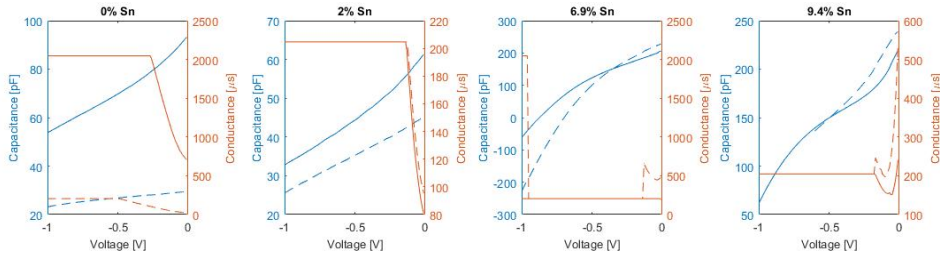 0% Sn
100
80
60
40
20
Capacitance [pF]
2500
2000
1500
1000
500
0
Conductance [μs]
-1 -0.5 0
Voltage [V]
2% Sn
70
60
50
40
30
20
Capacitance [pF]
220
200
180
160
140
120
100
80
Conductance [μs]
-1 -0.5 0
Voltage [V]
6.9% Sn
300
200
100
0
-100
-200
-300
Capacitance [pF]
2500
2000
1500
1000
500
0
Conductance [μs]
-1 -0.5 0
Voltage [V]
9.4% Sn
250
200
150
100
50
Capacitance [pF]
600
500
400
300
200
100
Conductance [μs]
-1 -0.5 0
Voltage [V]